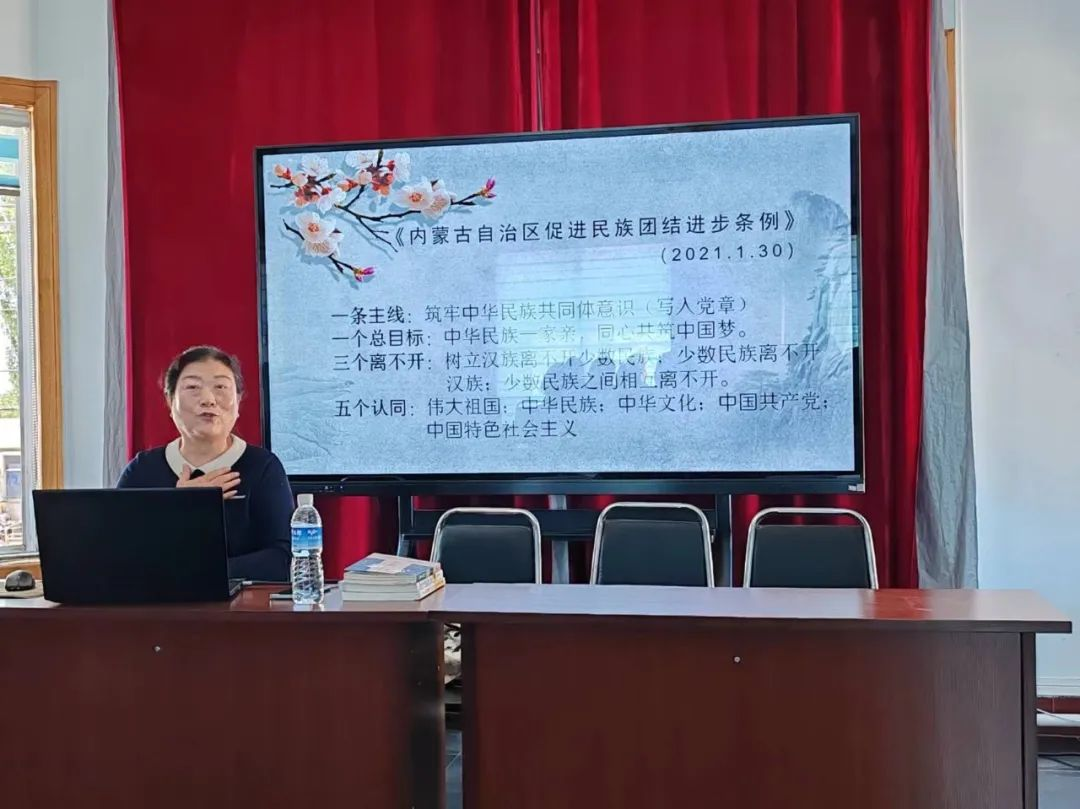 《内蒙古自治区促进民族团结进步条例》
（2021.1.30）
一条主线：筑牢中华民族共同体意识（写入党章）
一个总目标：中华民族一家亲，同心共筑中国梦。
三个离不开：树立汉族离不开少数民族；少数民族离不开
汉族；少数民族之间相互离不开。
五个认同：伟大祖国；中华民族；中华文化；中国共产党；
中国特色社会主义